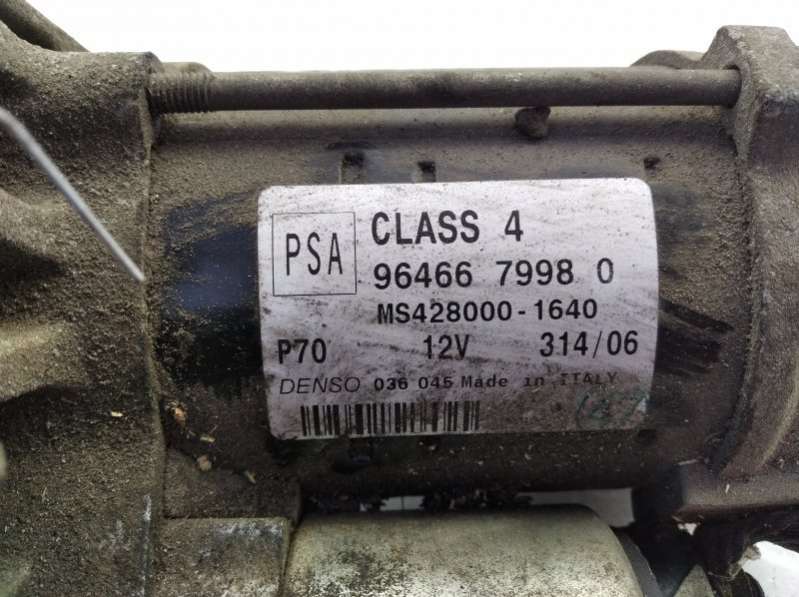 PSA
CLASS 4
96466 7998 0
MS428000-1640
P70 12V 314/06
DENSO 036 045 Made in ITALY